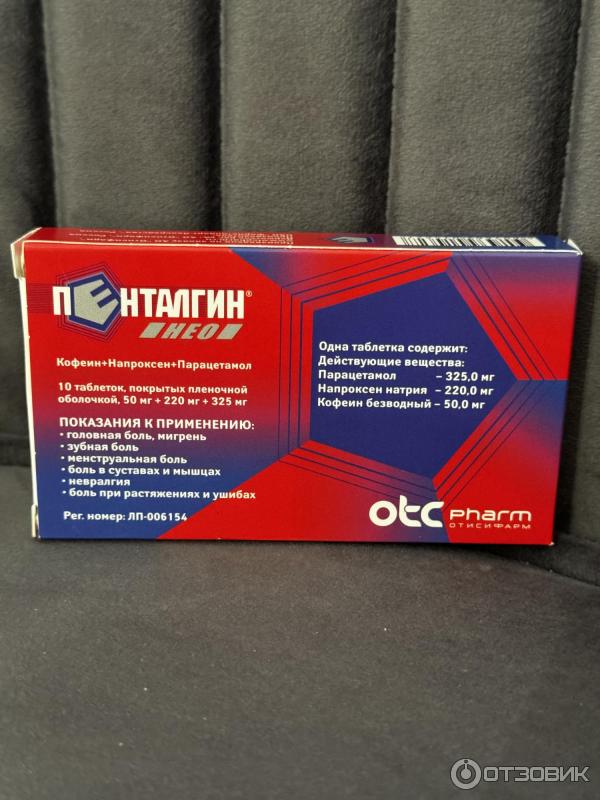 ПЕНТАЛГИН®
НЕО
Кофеин+Напроксен+Парацетамол
10 таблеток, покрытых пленочной
оболочкой, 50 мг + 220 мг + 325 мг
ПОКАЗАНИЯ К ПРИМЕНЕНИЮ:
• головная боль, мигрень
• зубная боль
• менструальная боль
• боль в суставах и мышцах
• невралгия
• боль при растяжениях и ушибах
Рег. номер: ЛП-006154
Одна таблетка содержит:
Действующие вещества:
Парацетамол – 325,0 мг
Напроксен натрия – 220,0 мг
Кофеин безводный – 50,0 мг
otc pharm
ОТИСИФАРМ
ОТЗОВИК